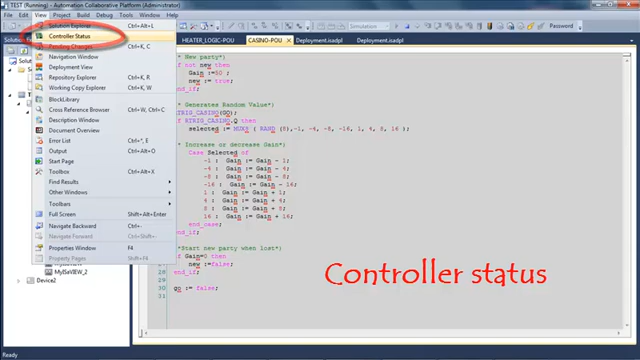 TEST (Running) - Automation Collaborative Platform (Administrator)
File Edit View Project Build Debug Tools Window Help
Solution Explorer Ctrl+Alt+L
Controller Status
Pending Changes Ctrl+K, C
Navigation Window
Deployment View
Repository Explorer Ctrl+K, R
Working Copy Explorer Ctrl+K, W
BlockLibrary
Cross Reference Browser Ctrl+W, Ctrl+C
Description Window
Document Overview
Error List Ctrl+\, E
Output Ctrl+Alt+O
Start Page
Toolbox Ctrl+Alt+X
Find Results
Other Windows
Toolbars
Full Screen Shift+Alt+Enter
Navigate Backward Ctrl+-
Navigate Forward Ctrl+Shift+-
Properties Window F4
Property Pages Shift+F4
MyISaVIEW
MyISaVIEW_2
Device2
HEATER_LOGIC-POU CASINO-POU Deployment.isadpl Deployment.isadpl
New party*)
if not new then
Gain :=50 ;
new := true;
end_if;
Generates Random Value*)
RTRIG_CASINO(GO);
if RTRIG_CASINO.Q then
selected := MUX8 ( RAND (8),-1, -4, -8, -16, 1, 4, 8, 16 );
* Increase or decrease Gain*)
Case Selected of
-1 : Gain := Gain - 1;
-4 : Gain := Gain - 4;
-8 : Gain := Gain - 8;
-16 : Gain := Gain - 16;
1 : Gain := Gain + 1;
4 : Gain := Gain + 4;
8 : Gain := Gain + 8;
16 : Gain := Gain + 16;
end_case;
end_if;
*Start new party when lost*)
if Gain=0 then
28 new :=false;
29 end_if;
30 go := false;
31
Controller status